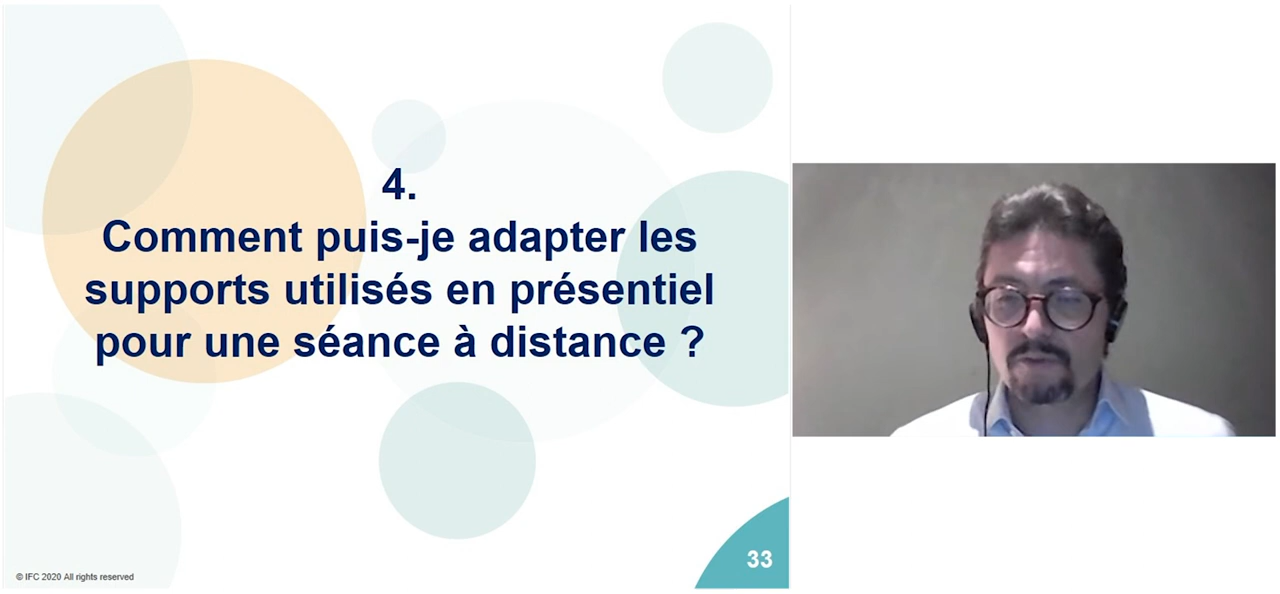 4.
Comment puis-je adapter les
supports utilisés en présentiel
pour une séance à distance ?
33
© IFC 2020 All rights reserved